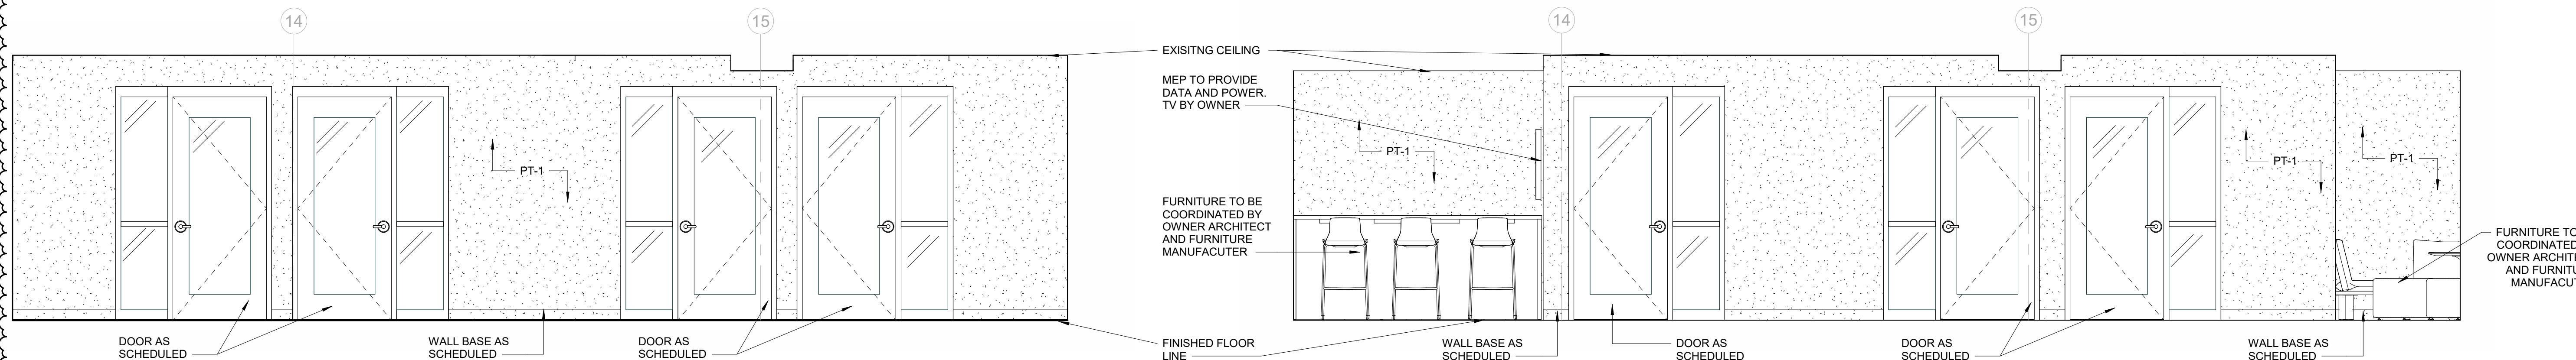 14
15
14
15
EXISITNG CEILING
MEP TO PROVIDE
DATA AND POWER.
TV BY OWNER
PT-1
PT-1
PT-1
PT-1
FURNITURE TO BE
COORDINATED BY
OWNER ARCHITECT
AND FURNITURE
MANUFACUTER
FURNITURE TO
COORDINATED
OWNER ARCHITE
AND FURNITU
MANUFACUT
DOOR AS
SCHEDULED
WALL BASE AS
SCHEDULED
DOOR AS
SCHEDULED
FINISHED FLOOR
LINE
WALL BASE AS
SCHEDULED
DOOR AS
SCHEDULED
DOOR AS
SCHEDULED
WALL BASE AS
SCHEDULED